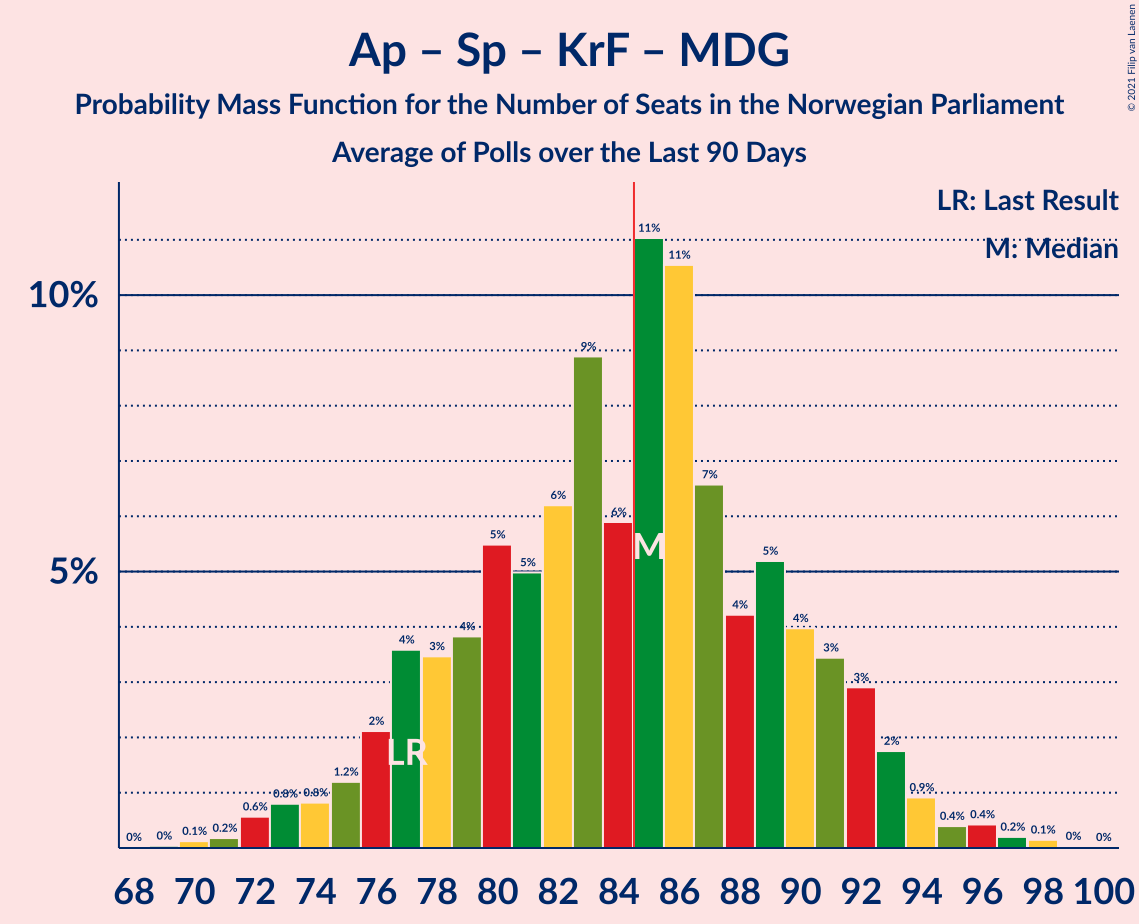 Ap – Sp – KrF – MDG
Probability Mass Function for the Number of Seats in the Norwegian Parliament
Average of Polls over the Last 90 Days
© 2021 Filip van Laenen
LR: Last Result
M: Median
10%
5%
0% 0% 0.1% 0.2% 0.6% 0.8% 0.8% 1.2% 2% 4% 3% 4% 5% 5% 6% 9% 6% 11% 11% 7% 4% 5% 4% 3% 3% 2% 0.9% 0.4% 0.4% 0.2% 0.1% 0% 0%
M
LR
68 70 72 74 76 78 80 82 84 86 88 90 92 94 96 98 100